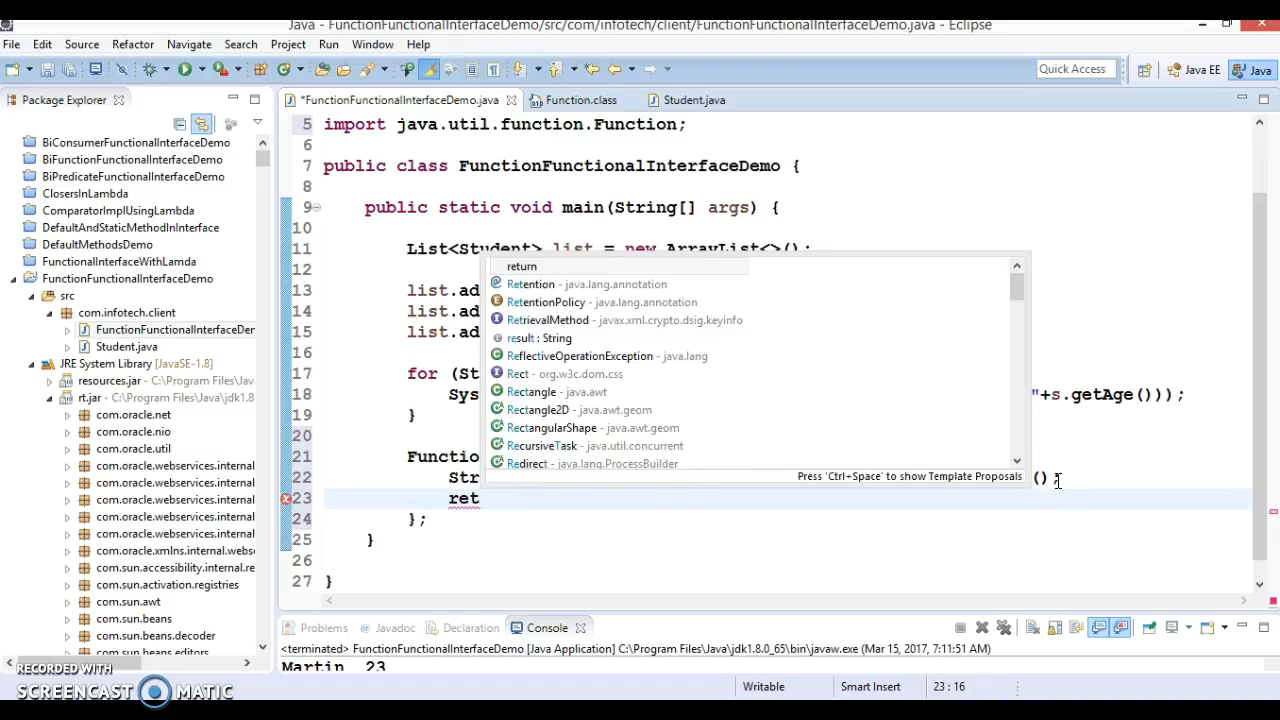 Java - FunctionFunctionalInterfaceDemo/src/com/infotech/client/FunctionFunctionalInterfaceDemo.java - Eclipse
File Edit Source Refactor Navigate Search Project Run Window Help
Quick Access Java EE Java
Package Explorer
*FunctionFunctionalInterfaceDemo.java Function.class Student.java
BiConsumerFunctionalInterfaceDemo
BiFunctionFunctionalInterfaceDemo
BiPredicateFunctionalInterfaceDemo
ClosersInLambda
ComparatorImplUsingLambda
DefaultAndStaticMethodInInterface
DefaultMethodsDemo
FunctionalInterfaceWithLamda
FunctionFunctionalInterfaceDemo
src
com.infotech.client
FunctionFunctionalInterfaceDer
Student.java
JRE System Library [JavaSE-1.8]
resources.jar - C:\Program Files\Java\
rt.jar - C:\Program Files\Java\jdk1.8
com.oracle.net
com.oracle.nio
com.oracle.util
com.oracle.webservices.internal
com.oracle.webservices.internal
com.oracle.webservices.internal
com.oracle.webservices.internal
com.oracle.webservices.internal
com.oracle.xmlns.internal.webs
com.sun.accessibility.internal.re
com.sun.activation.registries
com.sun.awt
com.sun.beans
com.sun.beans.decoder
com.sun.beans.editors
5 import java.util.function.Function;
6
7 public class FunctionFunctionalInterfaceDemo {
8
9 public static void main(String[] args) {
10
11 List<Student> list = new ArrayList<>();
12
13 list.ad
14 list.ad
15 list.ad
16
17 for (St
18 Sys "+s.getAge()));
19 }
20
21 Functio
22 Str ();
23 ret
24 };
25 }
26
27 }
return
Retention - java.lang.annotation
RetentionPolicy - java.lang.annotation
RetrievalMethod - javax.xml.crypto.dsig.keyinfo
result : String
ReflectiveOperationException - java.lang
Rect - org.w3c.dom.css
Rectangle - java.awt
Rectangle2D - java.awt.geom
RectangularShape - java.awt.geom
RecursiveTask - java.util.concurrent
Redirect - java.lang.ProcessBuilder
Press 'Ctrl+Space' to show Template Proposals
Problems Javadoc Declaration Console
<terminated> FunctionFunctionalInterfaceDemo [Java Application] C:\Program Files\Java\jdk1.8.0_65\bin\javaw.exe (Mar 15, 2017, 7:11:51 AM)
Martin 23
Writable Smart Insert 23 : 16
RECORDED WITH
SCREENCAST MATIC